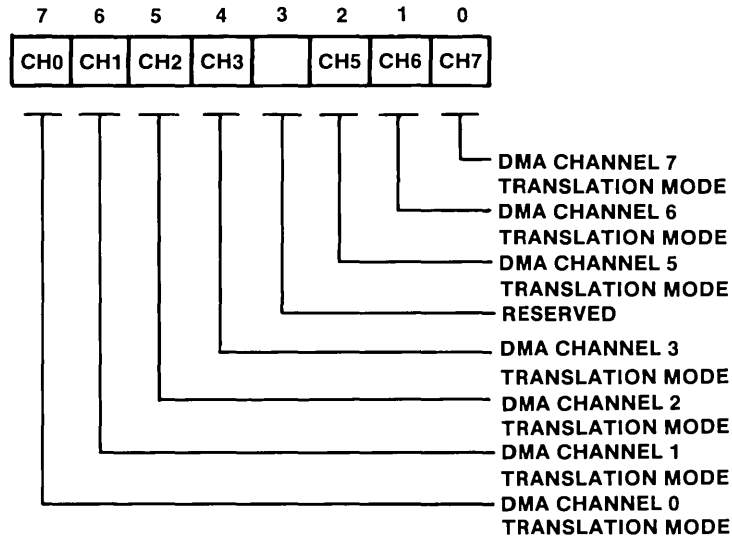 7 6 5 4 3 2 1 0
CH0 CH1 CH2 CH3 CH5 CH6 CH7
DMA CHANNEL 7
TRANSLATION MODE
DMA CHANNEL 6
TRANSLATION MODE
DMA CHANNEL 5
TRANSLATION MODE
RESERVED
DMA CHANNEL 3
TRANSLATION MODE
DMA CHANNEL 2
TRANSLATION MODE
DMA CHANNEL 1
TRANSLATION MODE
DMA CHANNEL 0
TRANSLATION MODE